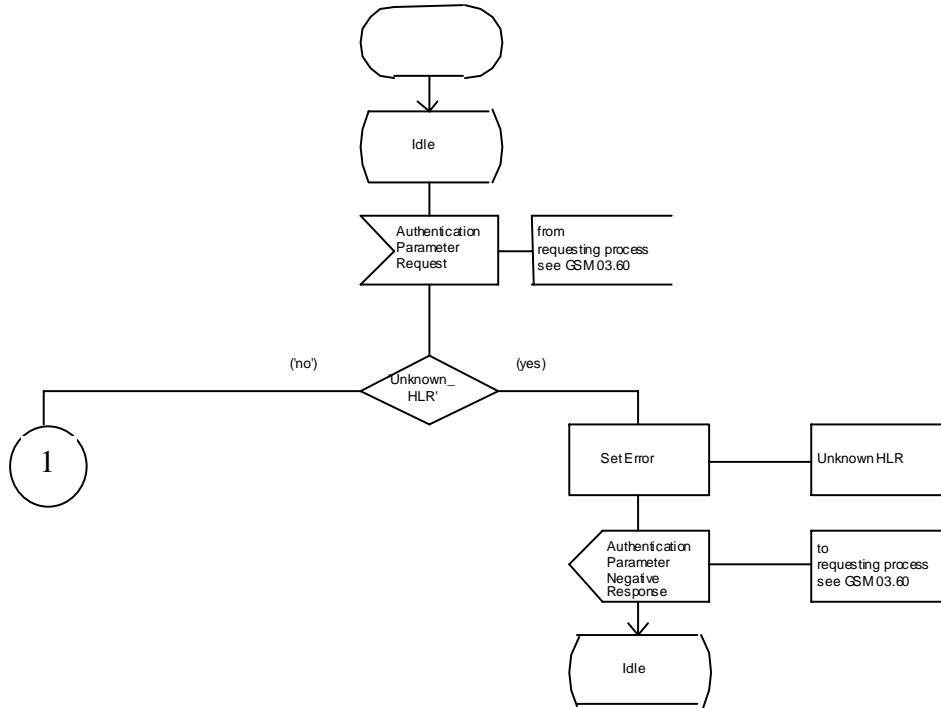 Idle
Authentication
Parameter
Request
from
requesting process
see GSM 03.60
('no')
'Unknown_
HLR'
(yes)
1
Set Error
Unknown HLR
Authentication
Parameter
Negative
Response
to
requesting process
see GSM 03.60
Idle